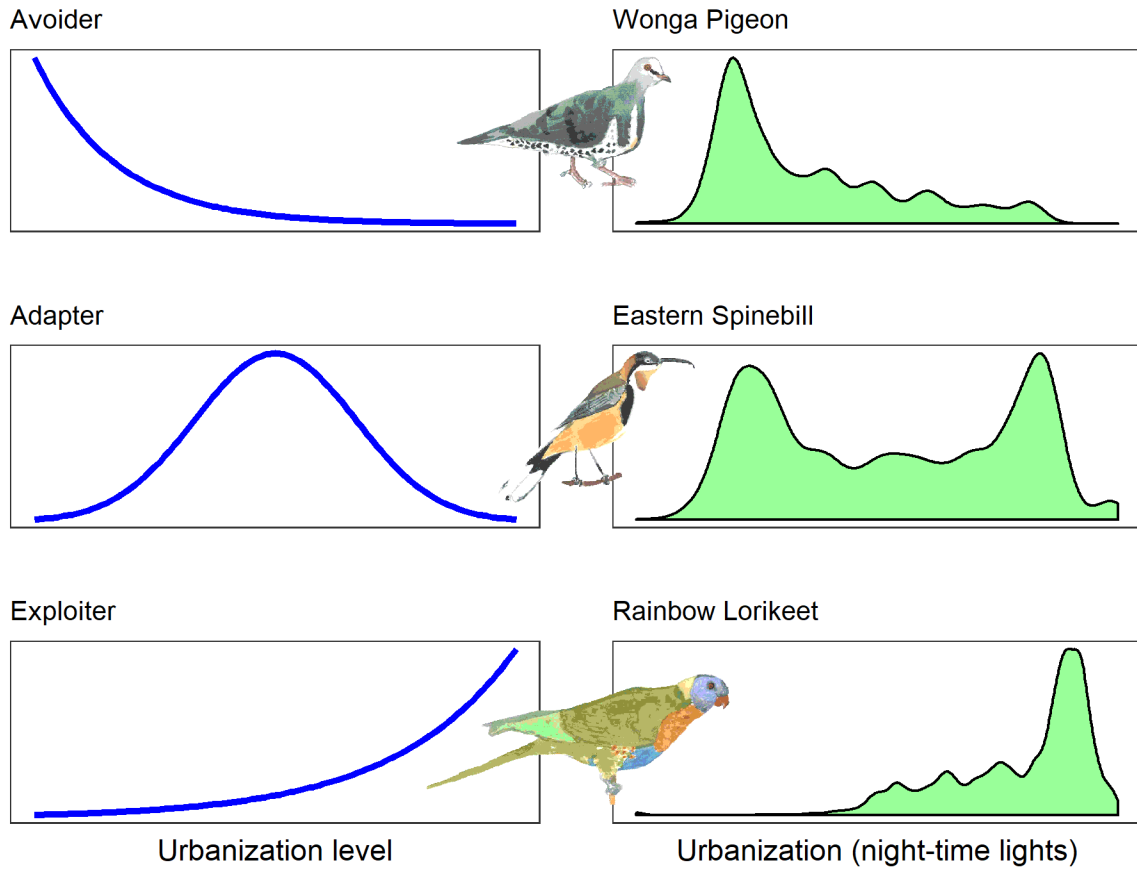 Avoider
Wonga Pigeon
Adapter
Eastern Spinebill
Exploiter
Rainbow Lorikeet
Urbanization level
Urbanization (night-time lights)